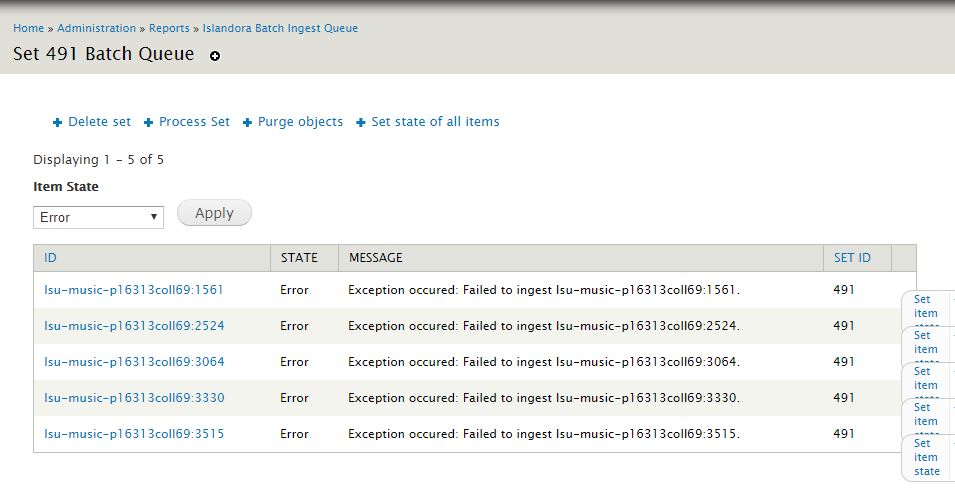 Home » Administration » Reports » Islandora Batch Ingest Queue
Set 491 Batch Queue
Delete set Process Set Purge objects Set state of all items
Displaying 1 - 5 of 5
Item State
Error Apply
ID STATE MESSAGE SET ID
lsu-music-p16313coll69:1561 Error Exception occured: Failed to ingest lsu-music-p16313coll69:1561. 491
Set item state
lsu-music-p16313coll69:2524 Error Exception occured: Failed to ingest lsu-music-p16313coll69:2524. 491
Set item state
lsu-music-p16313coll69:3064 Error Exception occured: Failed to ingest lsu-music-p16313coll69:3064. 491
Set item state
lsu-music-p16313coll69:3330 Error Exception occured: Failed to ingest lsu-music-p16313coll69:3330. 491
Set item state
lsu-music-p16313coll69:3515 Error Exception occured: Failed to ingest lsu-music-p16313coll69:3515. 491
Set item state